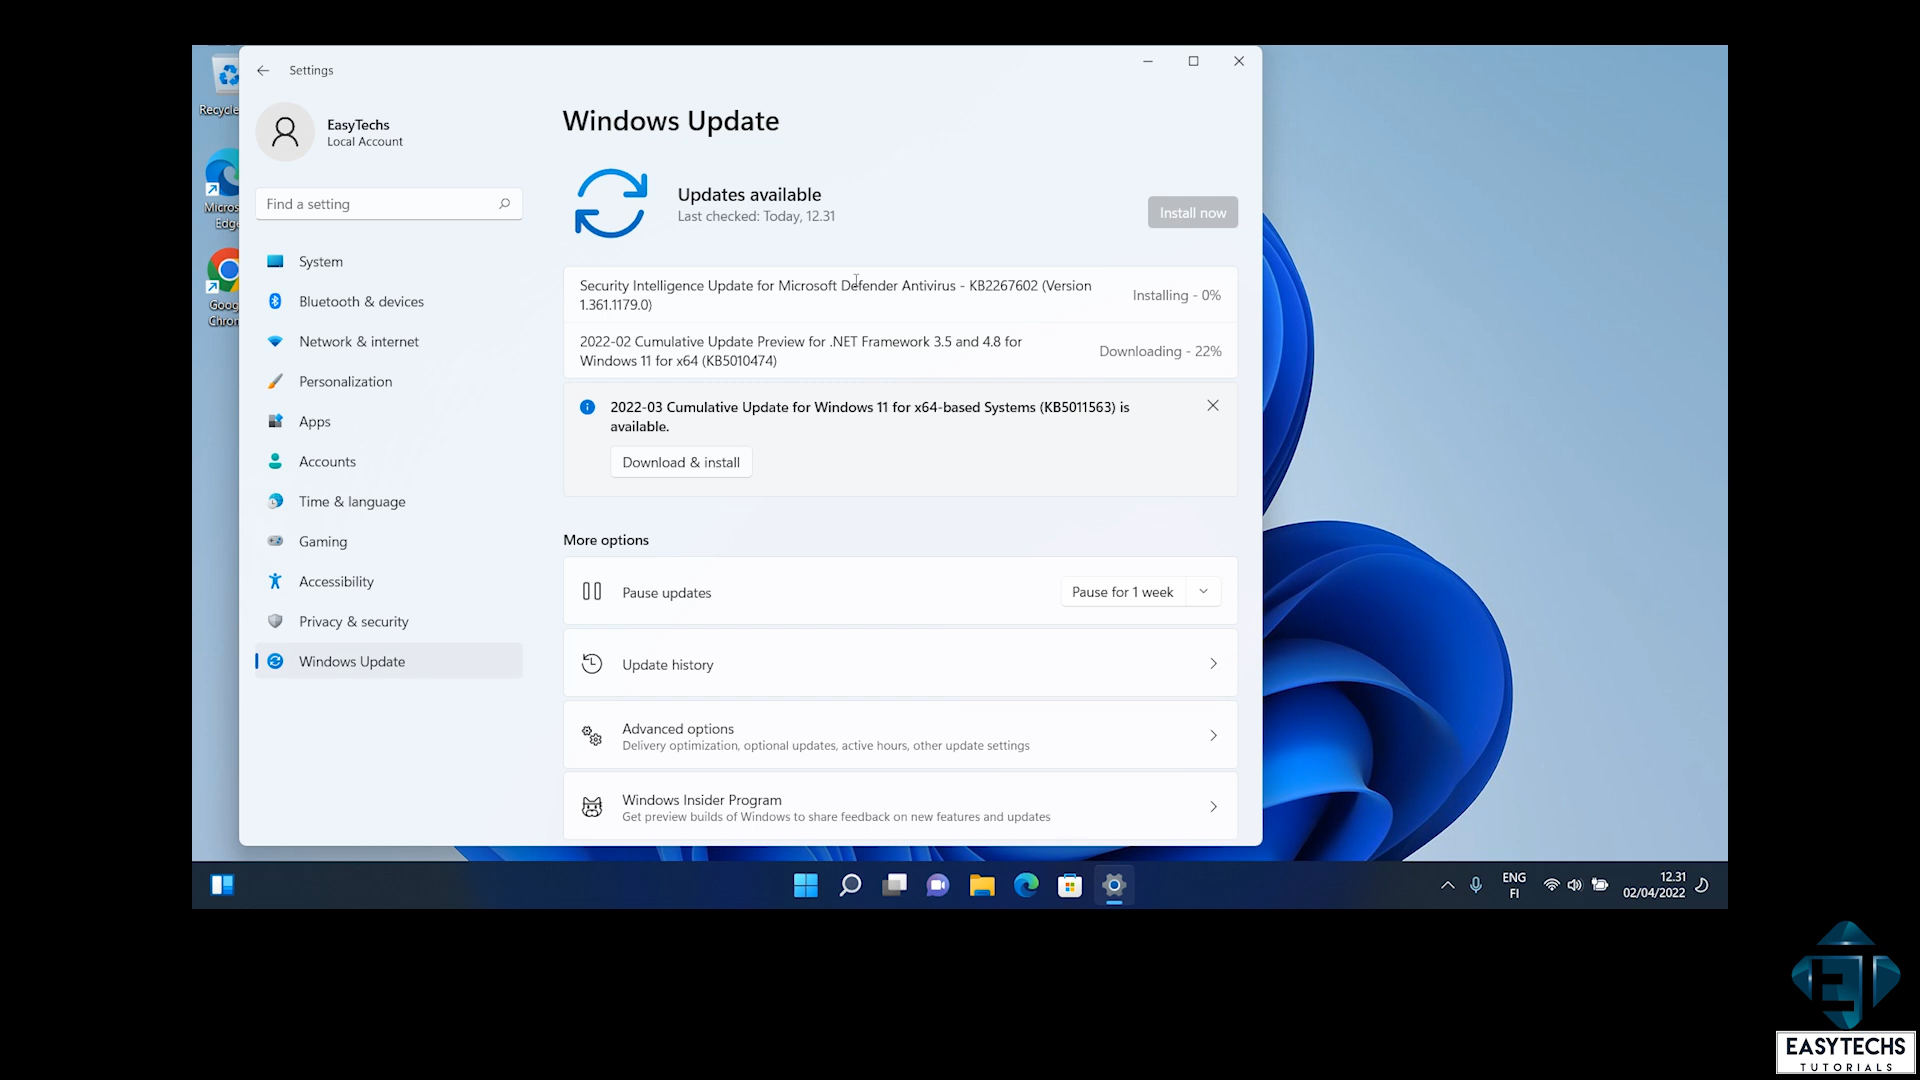 Settings
EasyTechs
Local Account
Find a setting
System
Bluetooth & devices
Network & internet
Personalization
Apps
Accounts
Time & language
Gaming
Accessibility
Privacy & security
Windows Update
Windows Update
Updates available
Last checked: Today, 12.31
Install now
Security Intelligence Update for Microsoft Defender Antivirus - KB2267602 (Version
1.361.1179.0)
Installing - 0%
2022-02 Cumulative Update Preview for .NET Framework 3.5 and 4.8 for
Windows 11 for x64 (KB5010474)
Downloading - 22%
2022-03 Cumulative Update for Windows 11 for x64-based Systems (KB5011563) is
available.
Download & install
More options
Pause updates
Pause for 1 week
Update history
Advanced options
Delivery optimization, optional updates, active hours, other update settings
Windows Insider Program
Get preview builds of Windows to share feedback on new features and updates
Recycle
Micros
Edge
Goog
Chron
ENG
FI
12.31
02/04/2022
ET
EASYTECHS
TUTORIALS